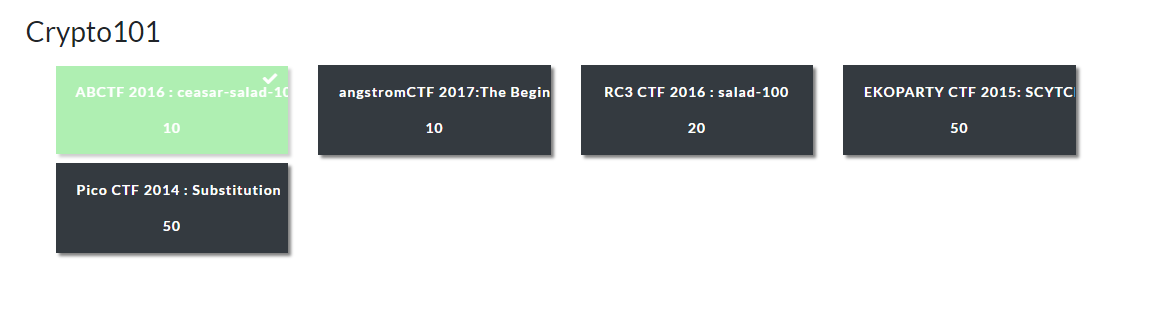 Crypto101
ABCTF 2016 : ceasar-salad-10
10
angstromCTF 2017:The Begin
10
RC3 CTF 2016 : salad-100
20
EKOPARTY CTF 2015: SCYTC
50
Pico CTF 2014 : Substitution
50